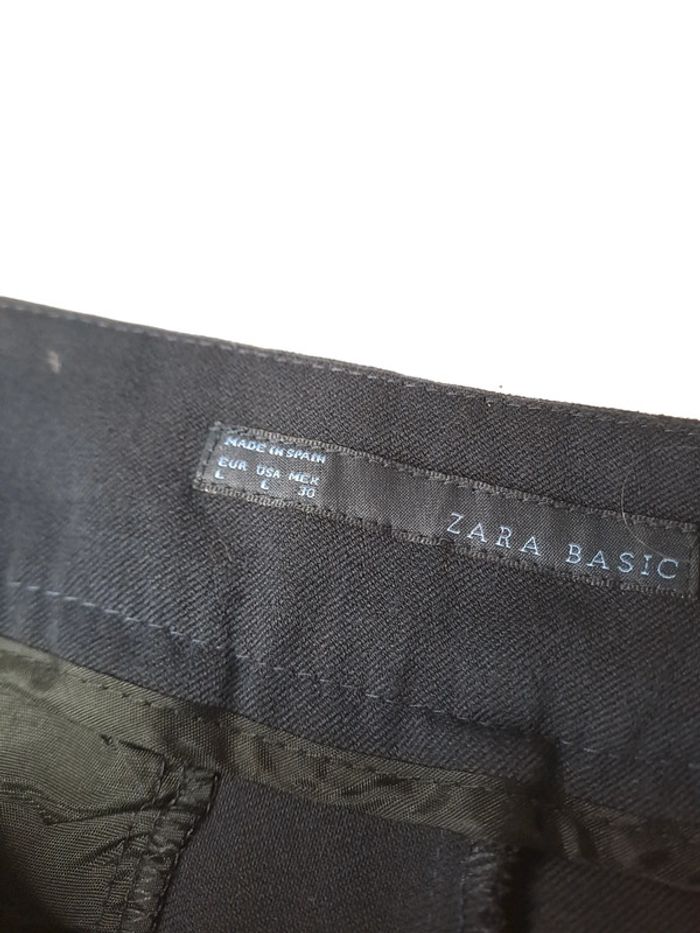 MADE IN SPAIN
EUR USA MEX
L L 30
ZARA BASIC